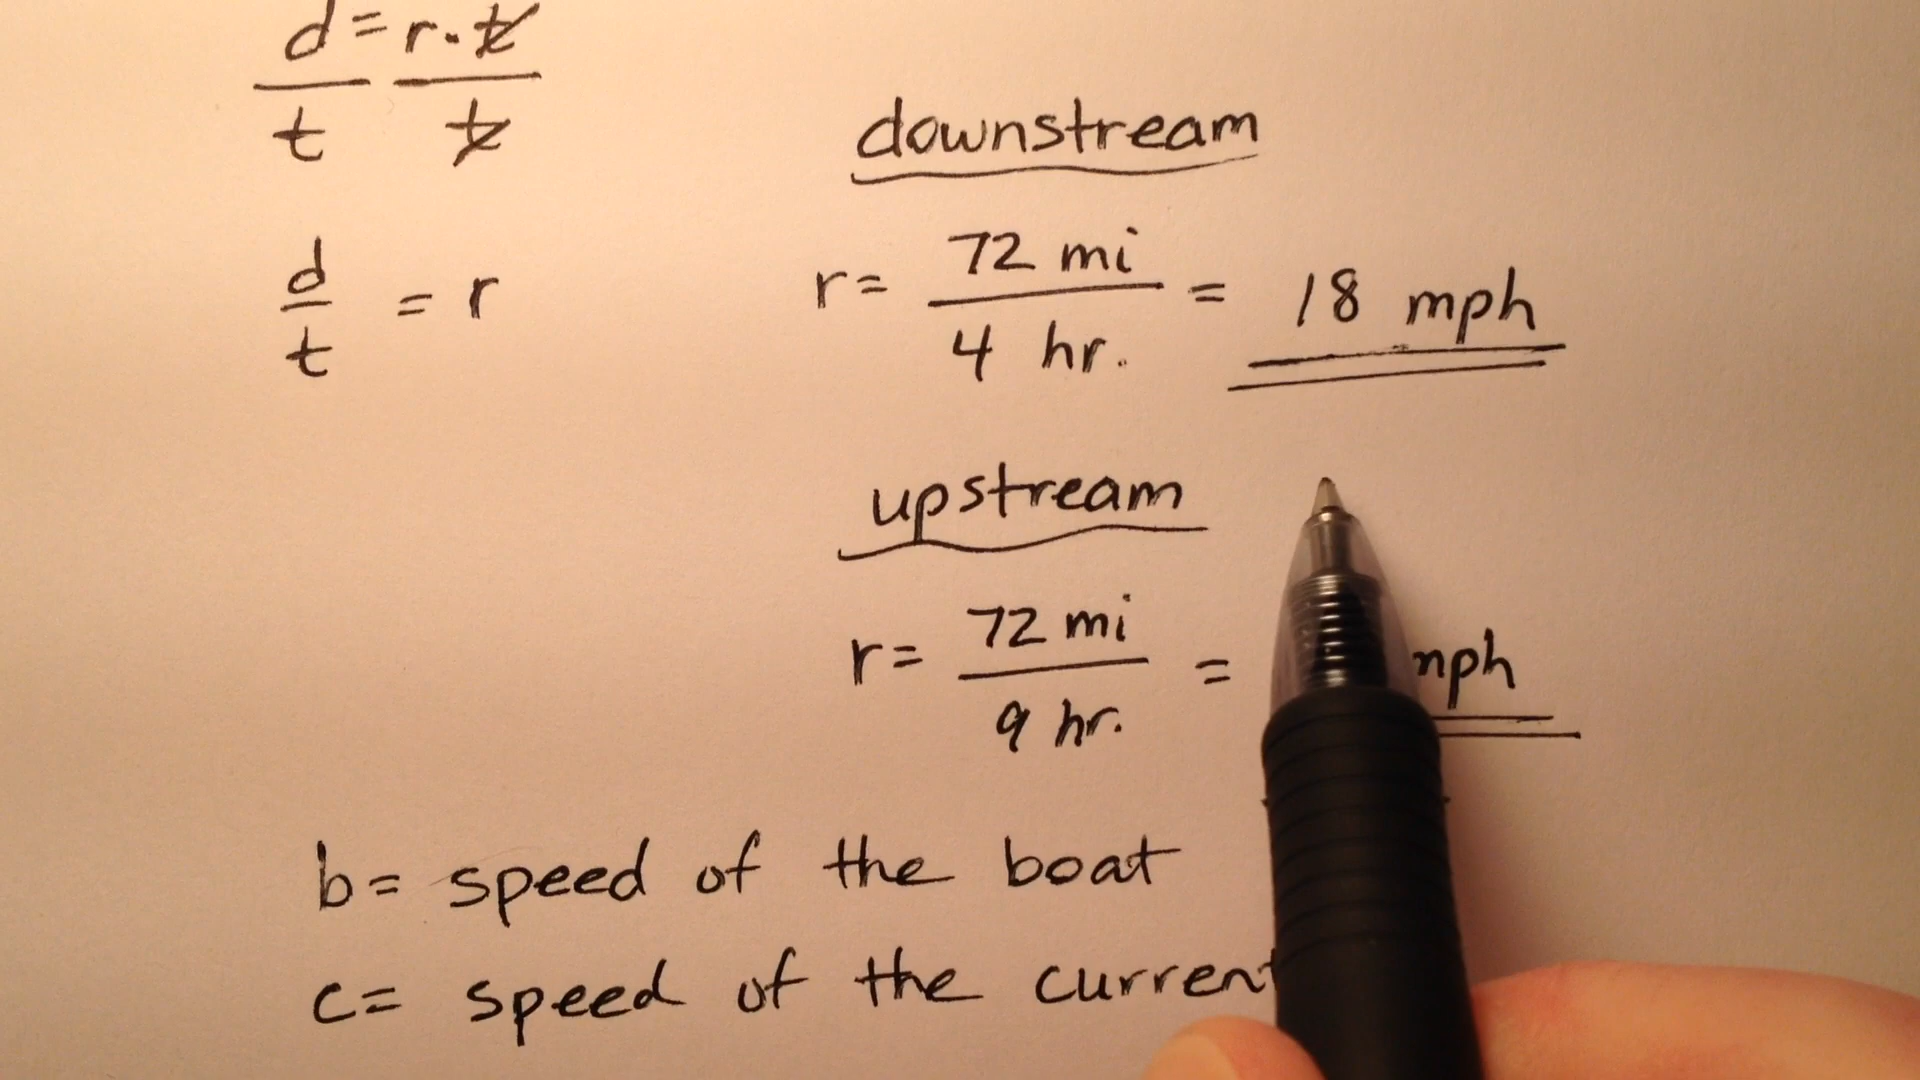 d = r · t
t t
d
t = r
downstream
r = 72 mi
4 hr. = 18 mph
upstream
r = 72 mi
9 hr. = mph
b = speed of the boat
c = speed of the current